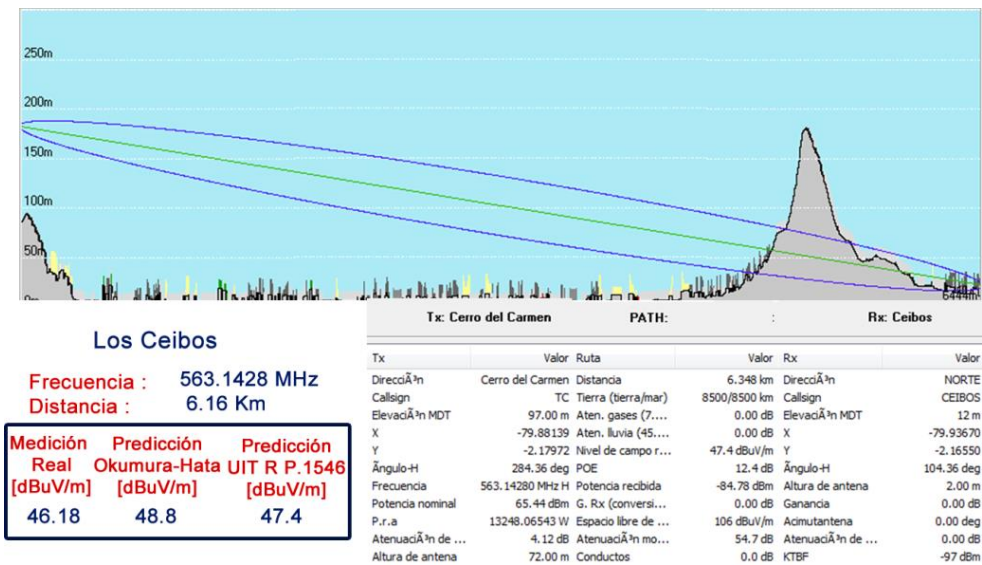 250m
200m
150m
100m
50m
0m
6444m
Tx: Cerro del Carmen PATH: : Rx: Ceibos
Los Ceibos
Frecuencia : 563.1428 MHz
Distancia : 6.16 Km
Medición Real [dBuV/m] Predicción Okumura-Hata [dBuV/m] Predicción UIT R P.1546 [dBuV/m]
46.18 48.8 47.4
Tx Valor Ruta Valor Rx Valor
DirecciÃ³n Cerro del Carmen Distancia 6.348 km DirecciÃ³n NORTE
Callsign TC Tierra (tierra/mar) 8500/8500 km Callsign CEIBOS
ElevaciÃ³n MDT 97.00 m Aten. gases (7.... 0.00 dB ElevaciÃ³n MDT 12 m
X -79.88139 Aten. lluvia (45.... 0.00 dB X -79.93670
Y -2.17972 Nivel de campo r... 47.4 dBuV/m Y -2.16550
Ãngulo-H 284.36 deg POE 12.4 dB Ãngulo-H 104.36 deg
Frecuencia 563.14280 MHz H Potencia recibida -84.78 dBm Altura de antena 2.00 m
Potencia nominal 65.44 dBm G. Rx (conversi... 0.00 dB Ganancia 0.00 dB
P.r.a 13248.06543 W Espacio libre de ... 106 dBuV/m Acimutantena 0.00 deg
AtenuaciÃ³n de ... 4.12 dB AtenuaciÃ³n mo... 54.7 dB AtenuaciÃ³n de ... 0.00 dB
Altura de antena 72.00 m Conductos 0.0 dB KTBF -97 dBm